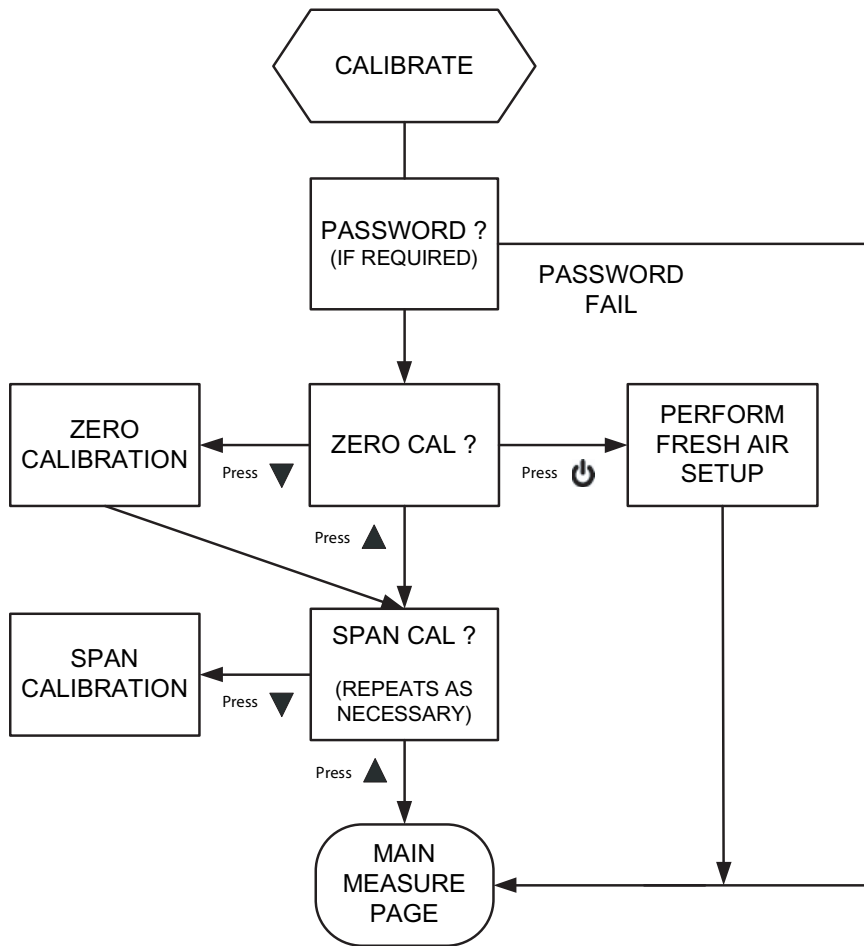 CALIBRATE
PASSWORD ?
(IF REQUIRED)
PASSWORD
FAIL
ZERO
CALIBRATION
Press
ZERO CAL ?
Press
PERFORM
FRESH AIR
SETUP
Press
SPAN
CALIBRATION
Press
SPAN CAL ?
(REPEATS AS
NECESSARY)
Press
MAIN
MEASURE
PAGE